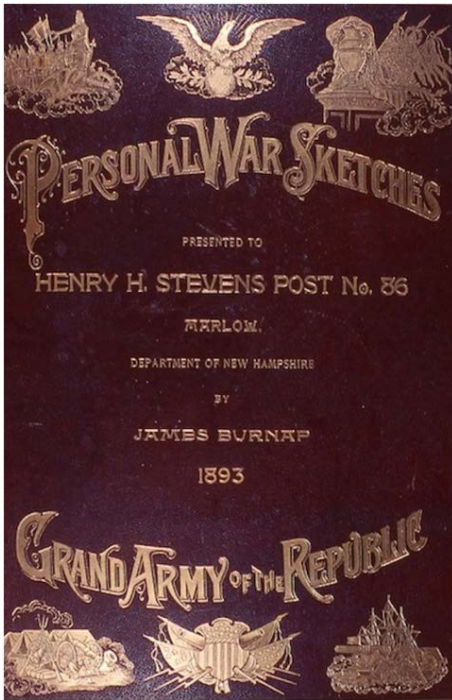 PERSONAL WAR SKETCHES
PRESENTED TO
HENRY H. STEVENS POST No. 86
MARLOW,
DEPARTMENT OF NEW HAMPSHIRE
BY
JAMES BURNAP
1893
GRAND ARMY OF THE REPUBLIC